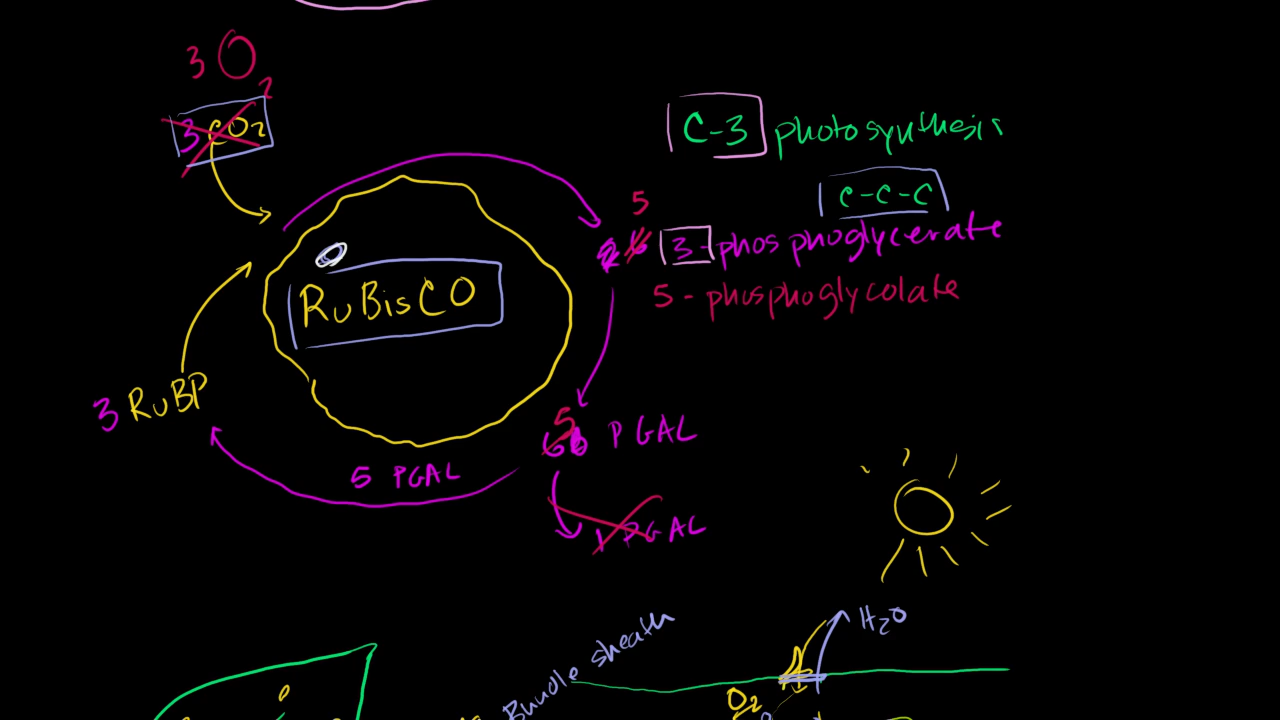 3 O2
3 CO2
C-3 photosynthesis
C-C-C
5
6 3-phosphoglycerate
RuBisCO
5-phosphoglycolate
3 RuBP
5
6 PGAL
5 PGAL
1 PGAL
H2O
Bundle sheath
O2